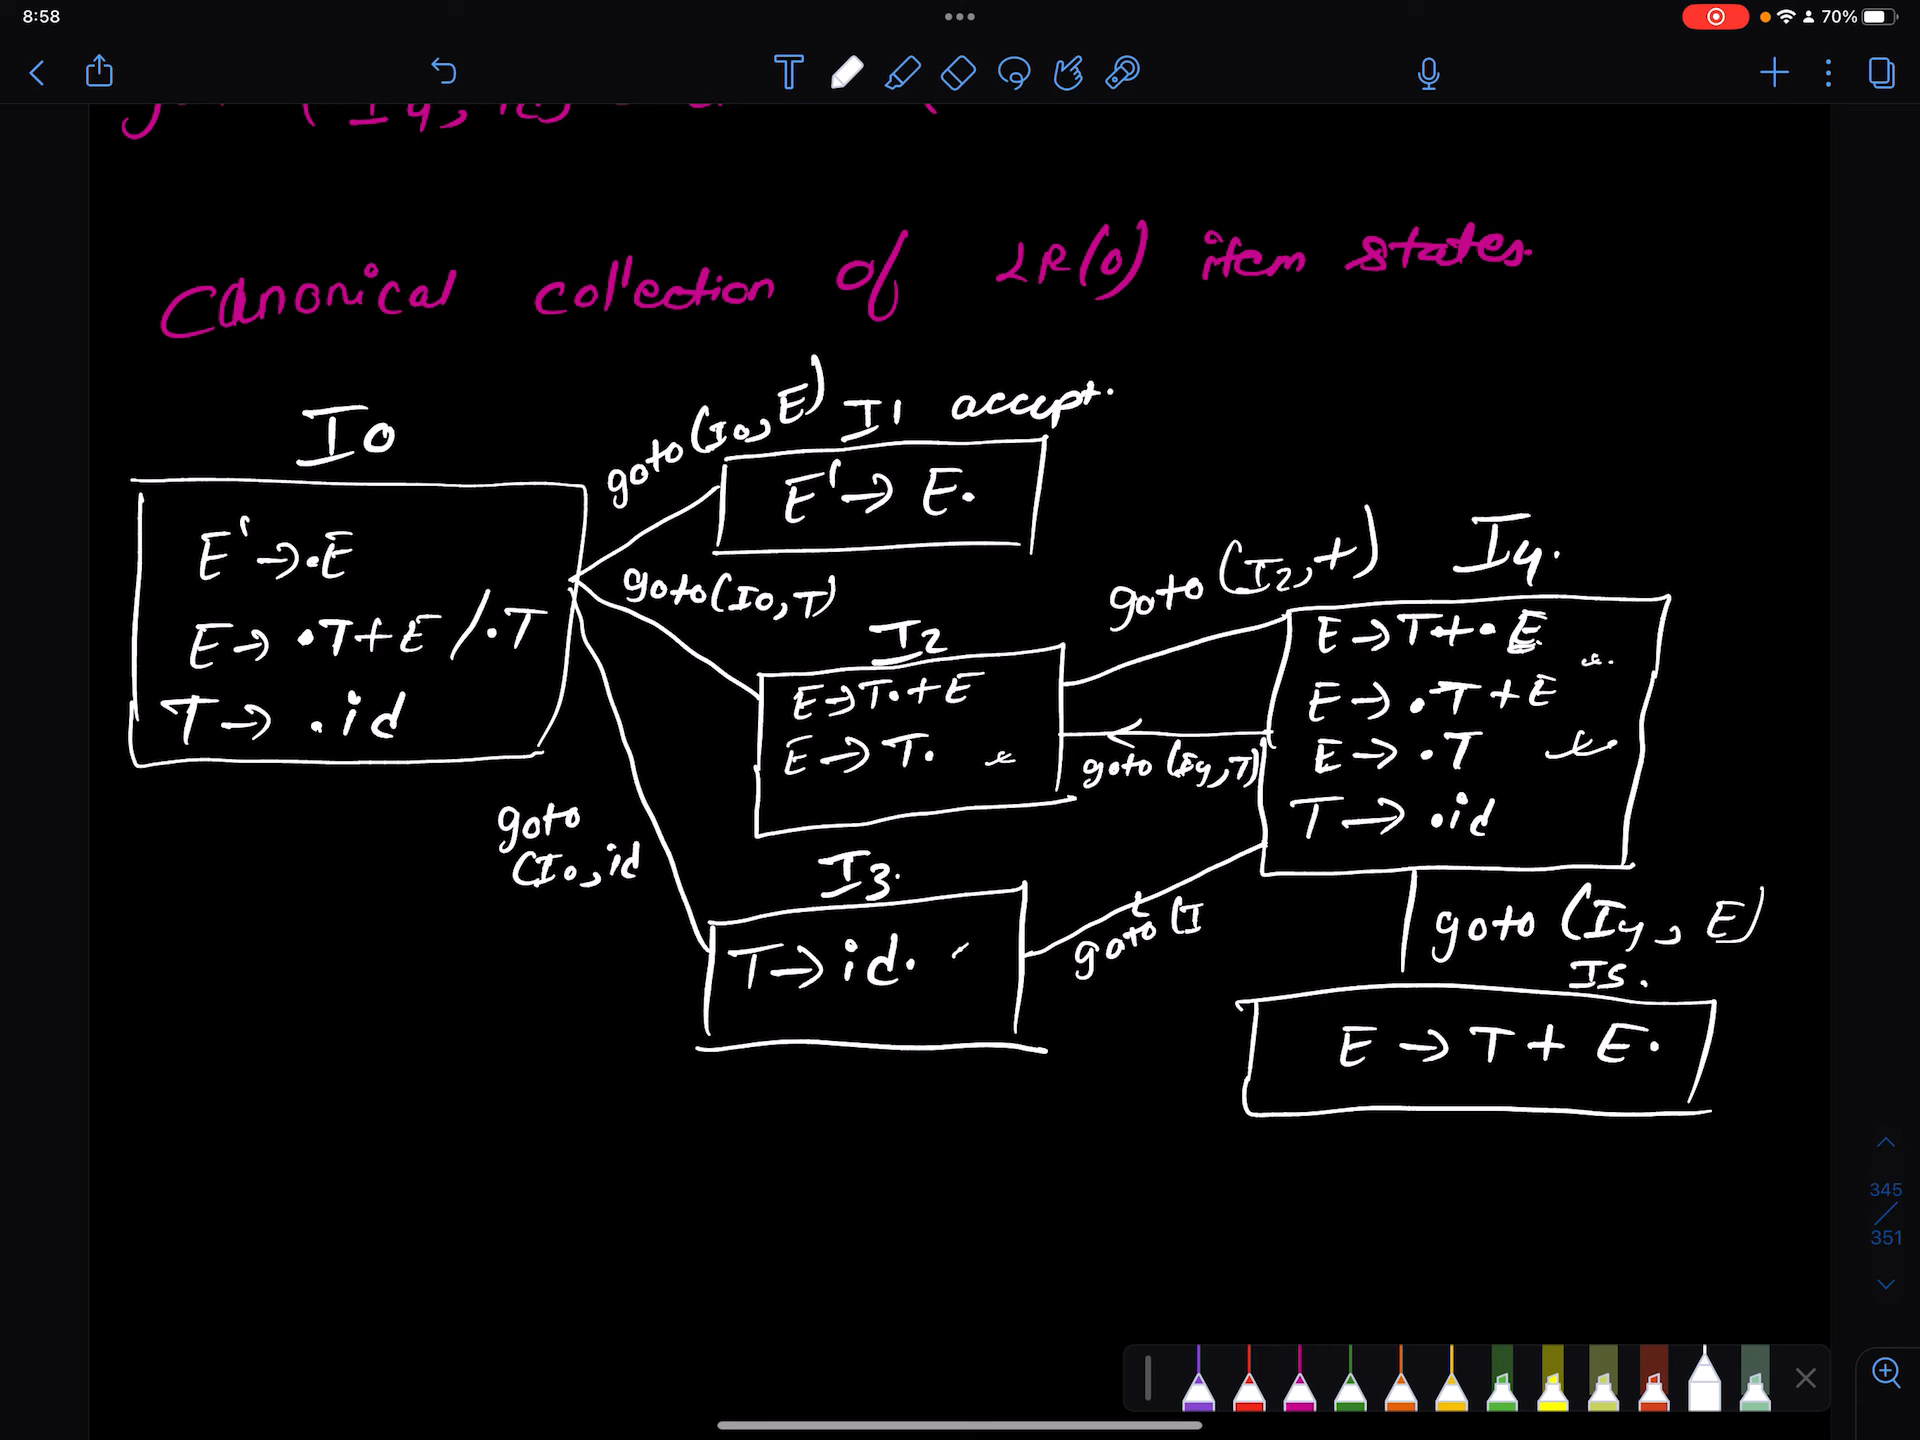 8:58
70%
Canonical collection of LR(0) item states.
I0
goto (I0, E)
I1 accept.
E' → E.
E' → .E
E → .T+E / .T
T → .id
goto (I0, T)
I2
E → T.+E
E → T.
goto (I2, +)
I4.
E → T+.E
E → .T+E
E → .T
T → .id
goto (I4, T)
goto
(I0, id
I3.
T → id.
goto (I
goto (I4, E)
I5.
E → T + E.
345
/
351